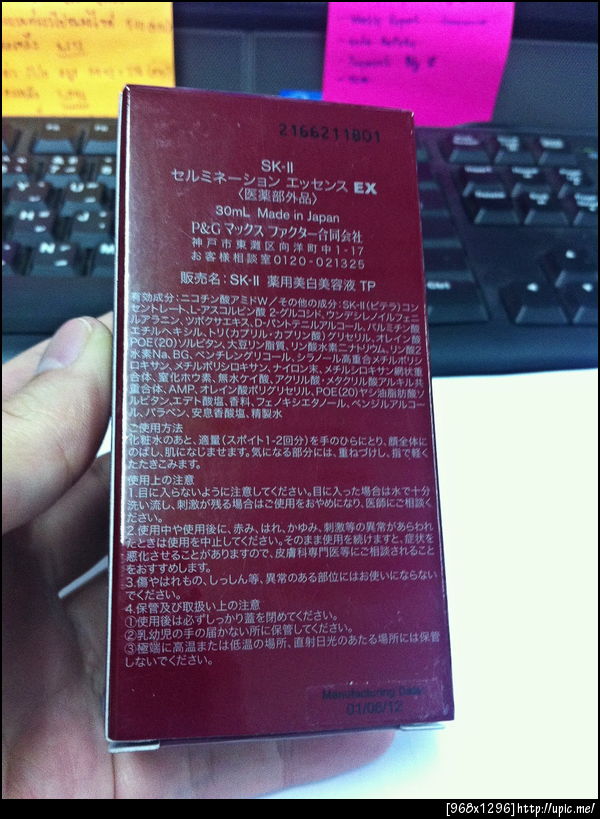 2166211801
SK-II
セルミネーション エッセンス EX
〈医薬部外品〉
30mL Made in Japan
P&G マックス ファクター合同会社
神戸市東灘区向洋町中1-17
お客様相談室0120-021325
販売名：SK-II 薬用美白美容液 TP
有効成分：ニコチン酸アミドW／その他の成分：SK-II(ピテラ)コン
セントレート、L-アスコルビン酸 2-グルコシド、ウンデシレノイルフェニ
ルアラニン、ツボクサエキス、D-パントテニルアルコール、パルミチン酸
エチルヘキシル、トリ(カプリル・カプリン酸)グリセリル、オレイン酸
POE(20)ソルビタン、大豆リン脂質、リン酸水素二ナトリウム、リン酸2
水素Na、BG、ペンチレングリコール、シラノール高重合メチルポリシ
ロキサン、メチルポリシロキサン、ナイロン末、メチルシロキサン網状重
合体、窒化ホウ素、無水ケイ酸、アクリル酸・メタクリル酸アルキル共
重合体、AMP、オレイン酸ポリグリセリル、POE(20)ヤシ油脂肪酸ソ
ルビタン、エデト酸塩、香料、フェノキシエタノール、ベンジルアルコー
ル、パラベン、安息香酸塩、精製水
ご使用方法
化粧水のあと、適量(スポイト1-2回分)を手のひらにとり、顔全体に
のばし、肌になじませます。気になる部分には、重ねづけし、指で軽く
たたきこみます。
使用上の注意
1.目に入らないように注意してください。目に入った場合は水で十分
洗い流し、刺激が残る場合はご使用をおやめになり、医師にご相談く
ださい。
2.使用中や使用後に、赤み、はれ、かゆみ、刺激等の異常があらわれ
たときは使用を中止してください。そのまま使用を続けますと、症状を
悪化させることがありますので、皮膚科専門医等にご相談されること
をおすすめします。
3.傷やはれもの、しっしん等、異常のある部位にはお使いにならない
でください。
4.保管及び取扱い上の注意
①使用後は必ずしっかり蓋を閉めてください。
②乳幼児の手の届かない所に保管してください。
③極端に高温または低温の場所、直射日光のあたる場所には保管
しないでください。
Manufacturing Date:
01/06/12
[968x1296]http://upic.me/